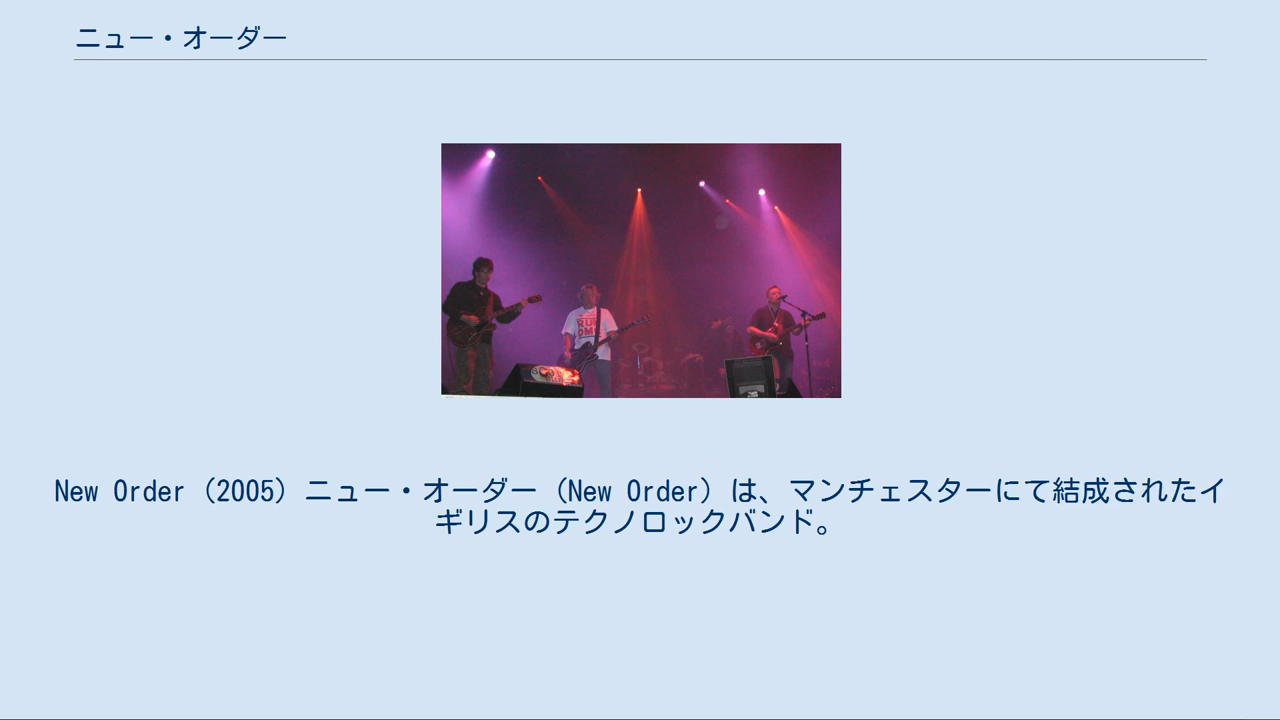 ニュー・オーダー
New Order（2005）ニュー・オーダー（New Order）は、マンチェスターにて結成されたイ
ギリスのテクノロックバンド。